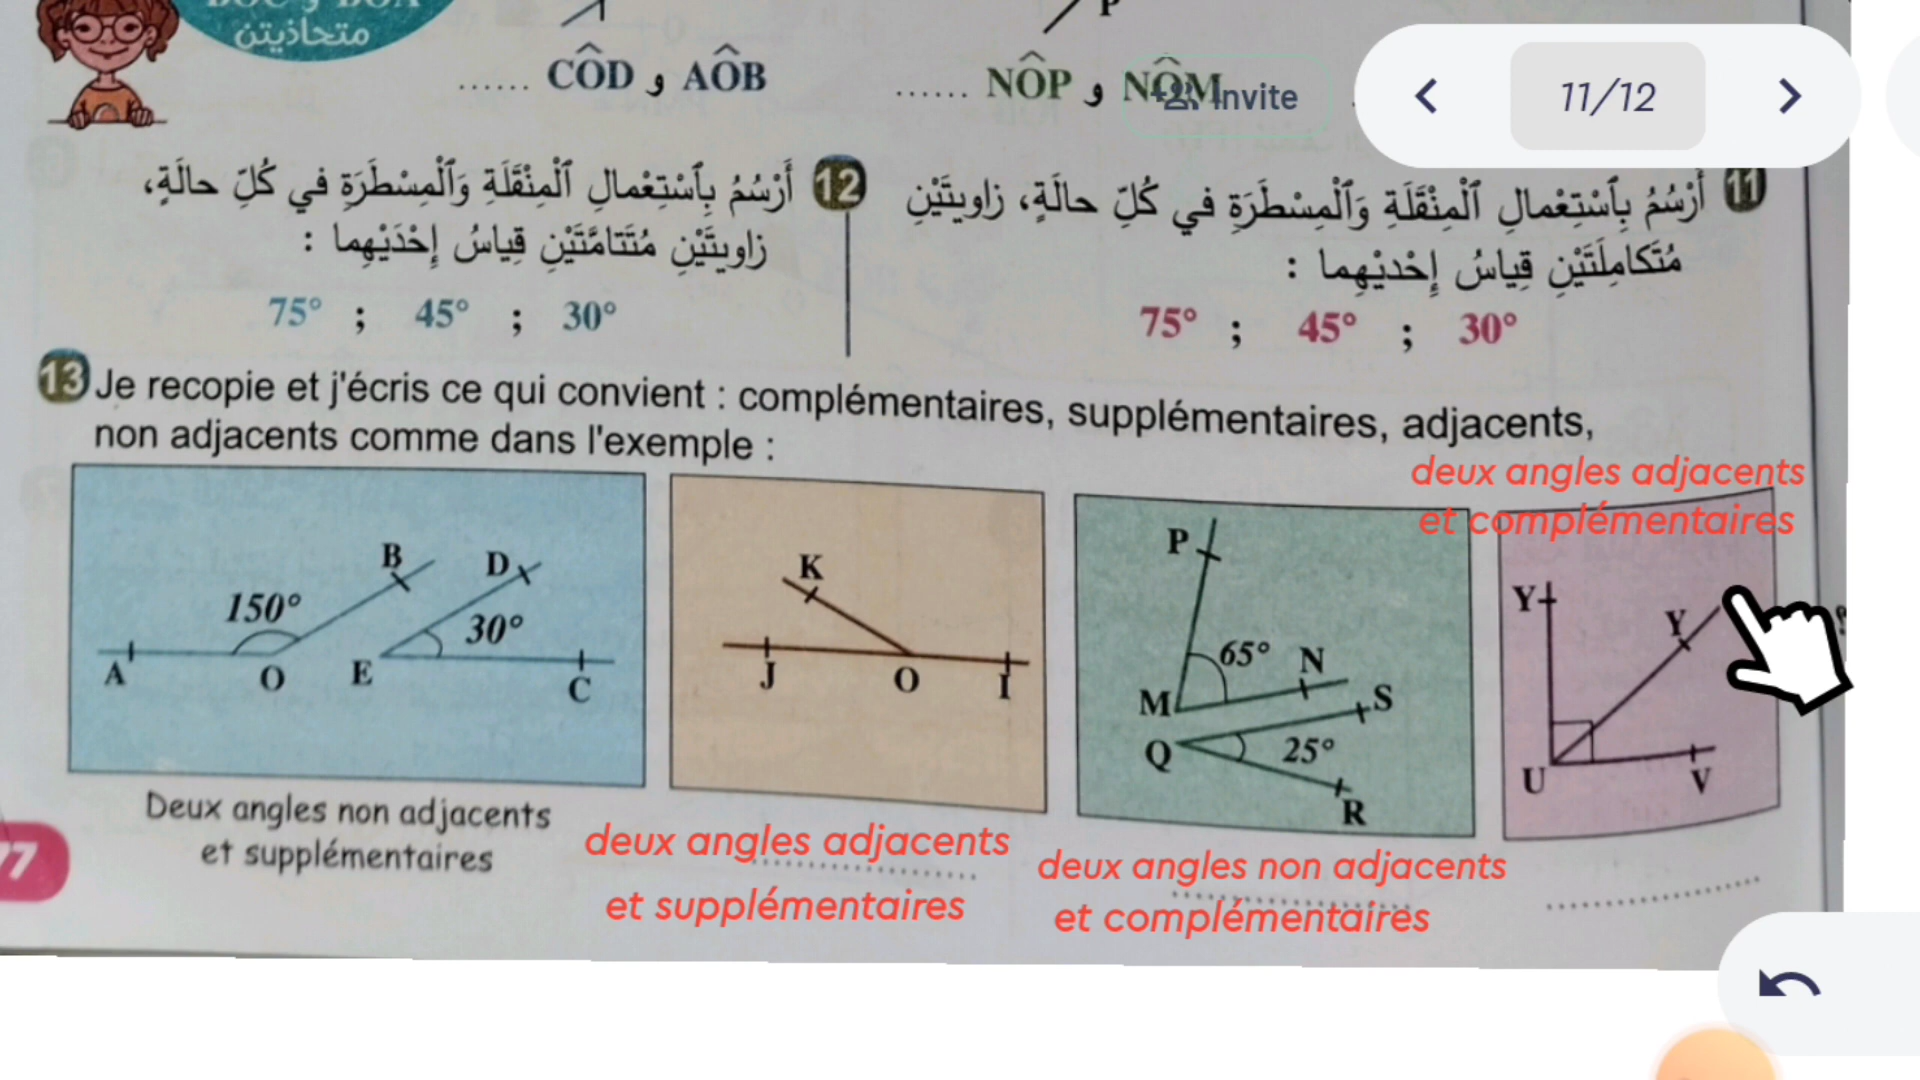 متحاذيتن
...... CÔD و AÔB
...... NÔP و NÔM
Invite
11/12
11 أَرْسُمُ بِٱسْتِعْمالِ ٱلْمِنْقَلَةِ وَٱلْمِسْطَرَةِ في كُلِّ حالَةٍ، زاوِيتَيْنِ
مُتَكامِلَتَيْنِ قِياسُ إِحْديْهِما :
75° ; 45° ; 30°
12 أَرْسُمُ بِٱسْتِعْمالِ ٱلْمِنْقَلَةِ وَٱلْمِسْطَرَةِ في كُلِّ حالَةٍ،
زاوِيتَيْنِ مُتَتامَّتَيْنِ قِياسُ إِحْدَيْهِما :
75° ; 45° ; 30°
13 Je recopie et j'écris ce qui convient : complémentaires, supplémentaires, adjacents,
non adjacents comme dans l'exemple :
deux angles adjacents
et complémentaires
B D
150° 30°
A O E C
K
J O I
P
65° N
M S
Q 25°
R
Y Y
U V
Deux angles non adjacents
et supplémentaires
deux angles adjacents
et supplémentaires
deux angles non adjacents
et complémentaires
77